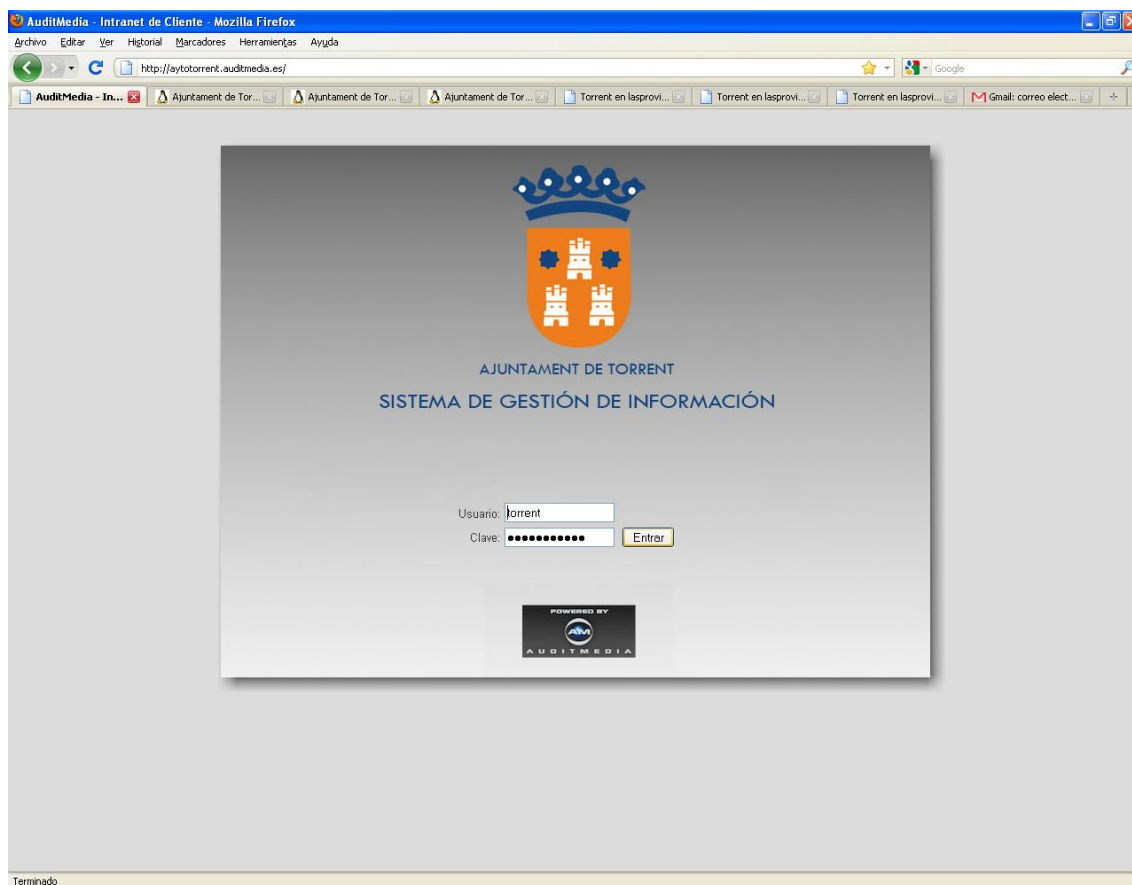 AuditMedia - Intranet de Cliente - Mozilla Firefox
Archivo Editar Ver Historial Marcadores Herramientas Ayuda
http://aytotorrent.auditmedia.es/ Google
AuditMedia - In... Ajuntament de Tor... Ajuntament de Tor... Ajuntament de Tor... Torrent en lasprovi... Torrent en lasprovi... Torrent en lasprovi... Gmail: correo elect...
AJUNTAMENT DE TORRENT
SISTEMA DE GESTIÓN DE INFORMACIÓN
Usuario: torrent
Clave: ●●●●●●●●●●● Entrar
POWERED BY
AM
AUDITMEDIA
Terminado